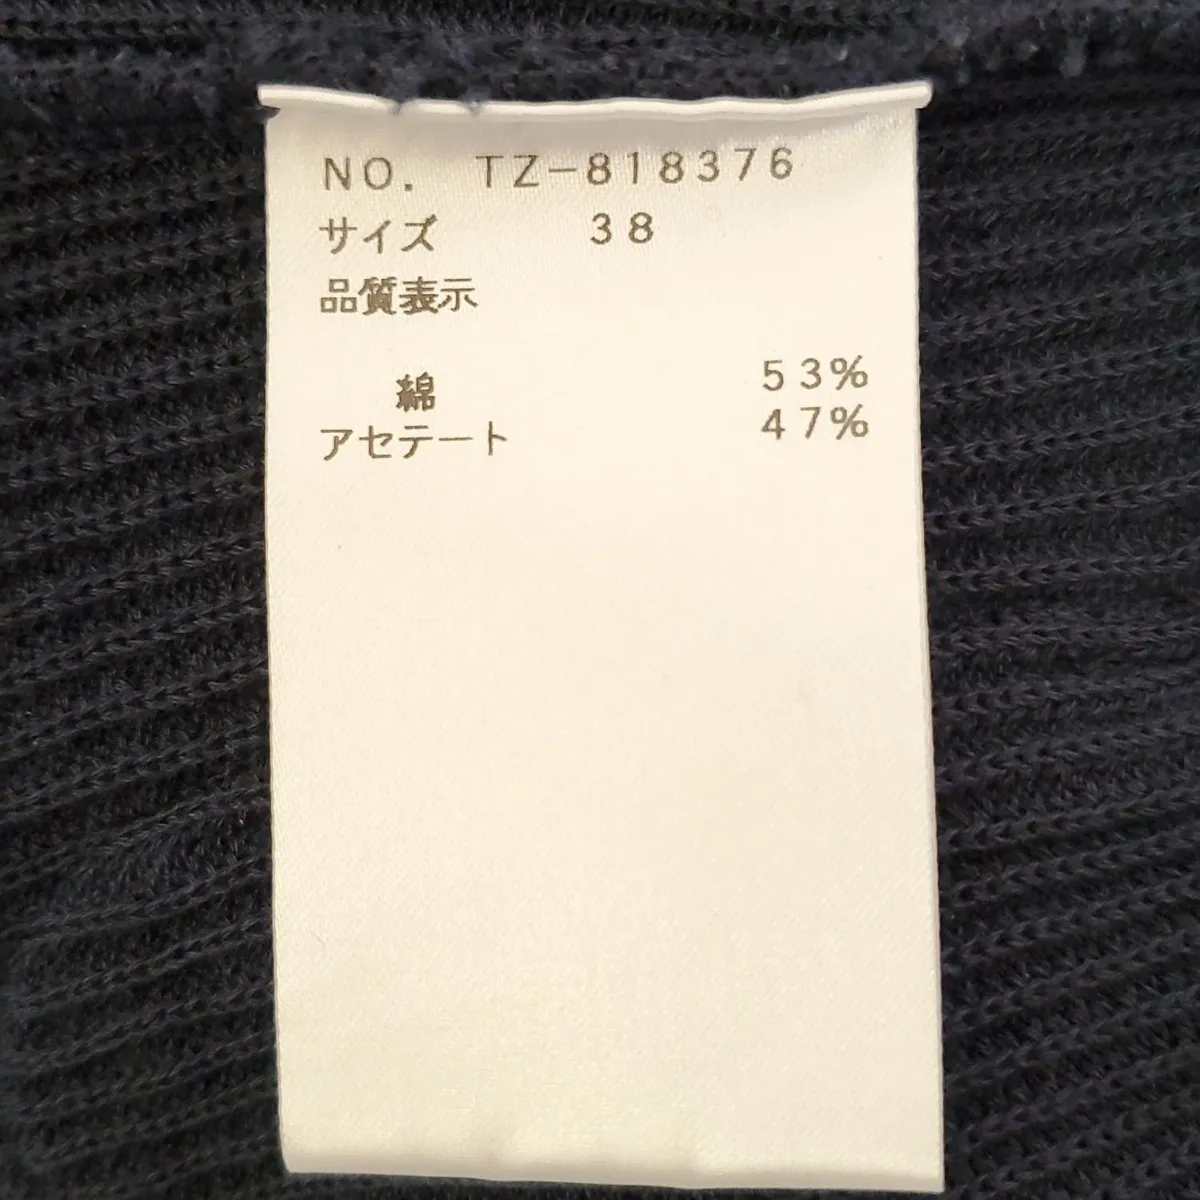 NO. TZ-818376
サイズ 38
品質表示
綿 53%
アセテート 47%